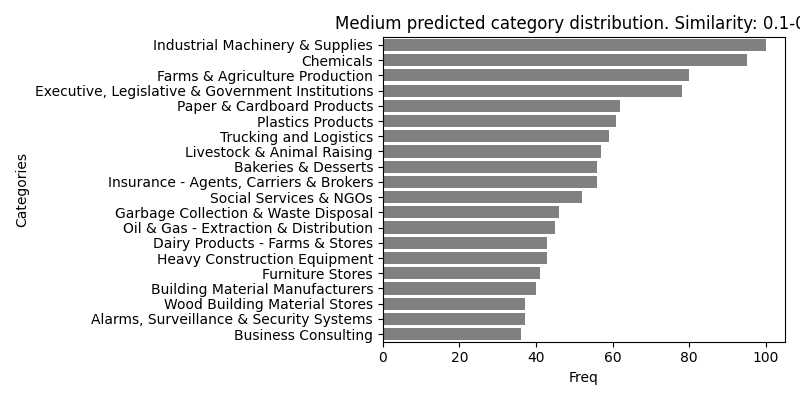 Medium predicted category distribution. Similarity: 0.1-0
Industrial Machinery & Supplies
Chemicals
Farms & Agriculture Production
Executive, Legislative & Government Institutions
Paper & Cardboard Products
Plastics Products
Trucking and Logistics
Livestock & Animal Raising
Bakeries & Desserts
Insurance - Agents, Carriers & Brokers
Social Services & NGOs
Garbage Collection & Waste Disposal
Oil & Gas - Extraction & Distribution
Dairy Products - Farms & Stores
Heavy Construction Equipment
Furniture Stores
Building Material Manufacturers
Wood Building Material Stores
Alarms, Surveillance & Security Systems
Business Consulting
Categories
0 20 40 60 80 100
Freq